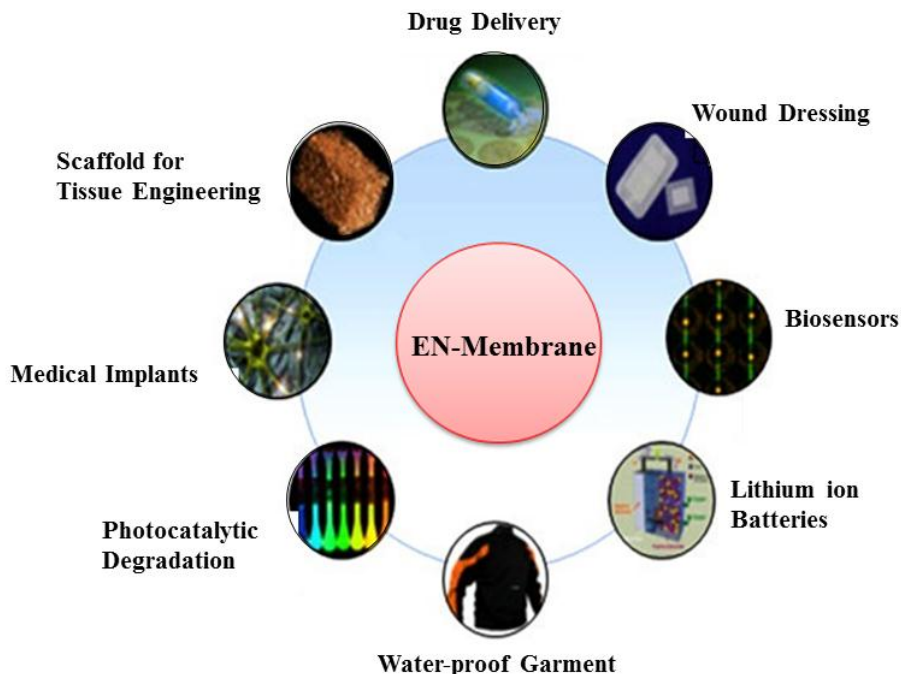 Drug Delivery
Wound Dressing
Scaffold for
Tissue Engineering
Biosensors
EN-Membrane
Medical Implants
Lithium ion
Batteries
Photocatalytic
Degradation
Water-proof Garment